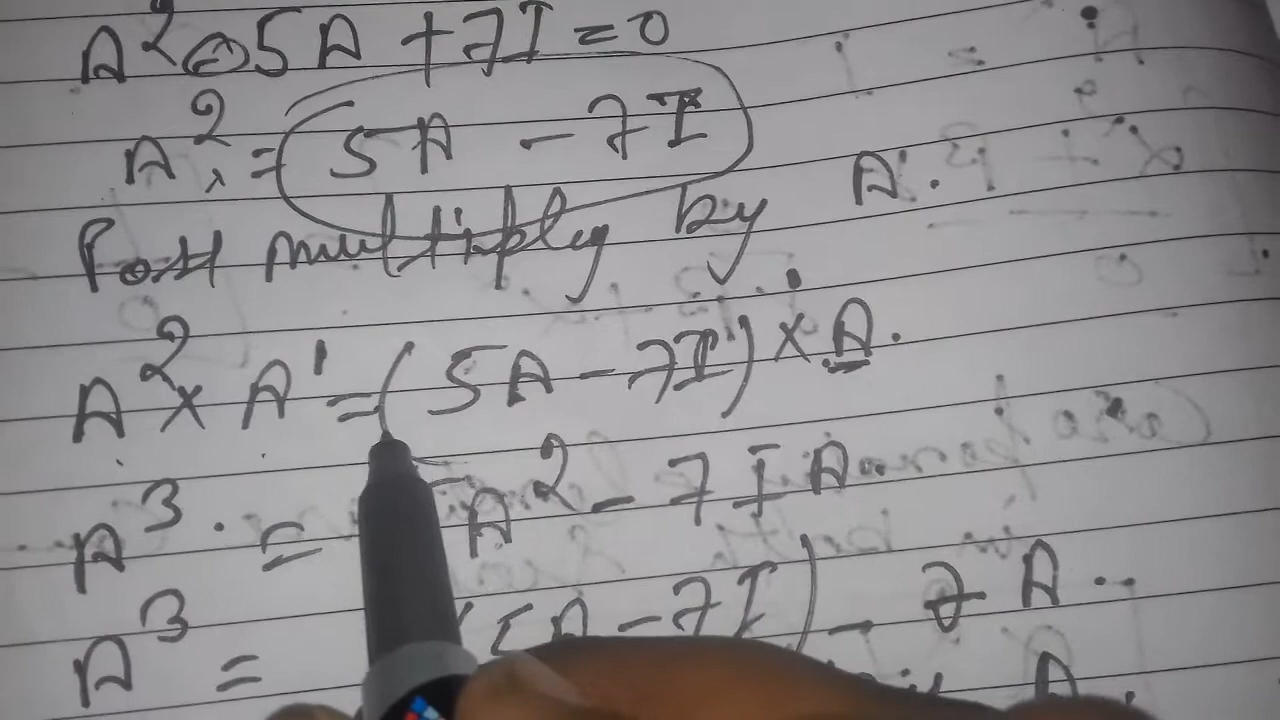 A² - 5A + 7I = 0
A² = 5A - 7I
Post multiply by A.
A² × A' = (5A - 7I) × A.
A³ = A² - 7IA
A³ = (5A - 7I) - 7A
A.